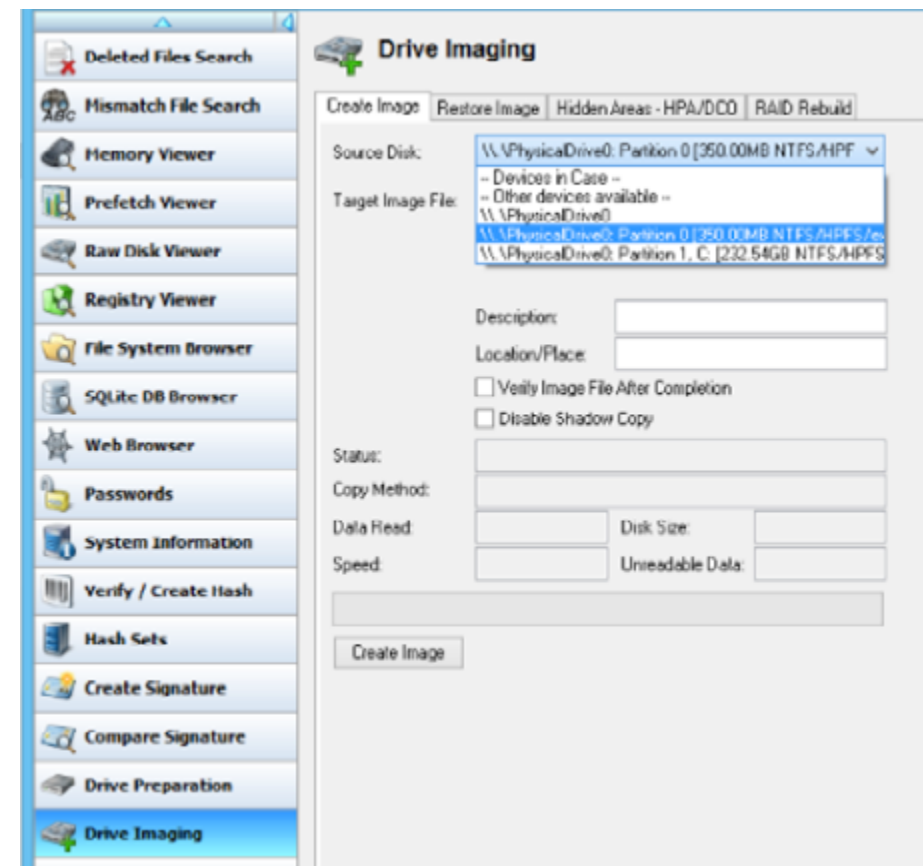 Deleted Files Search
Mismatch File Search
Memory Viewer
Prefetch Viewer
Raw Disk Viewer
Registry Viewer
File System Browser
SQLite DB Browser
Web Browser
Passwords
System Information
Verify / Create Hash
Hash Sets
Create Signature
Compare Signature
Drive Preparation
Drive Imaging
Drive Imaging
Create Image Restore Image Hidden Areas - HPA/DCO RAID Rebuild
Source Disk: \\.\PhysicalDrive0: Partition 0 [350.00MB NTFS/HPF
-- Devices in Case --
-- Other devices available --
Target Image File:
\\.\PhysicalDrive0
\\.\PhysicalDrive0: Partition 0 [350.00MB NTFS/HPFS/e
\\.\PhysicalDrive0: Partition 1, C: [232.54GB NTFS/HPFS
Description:
Location/Place:
Verify Image File After Completion
Disable Shadow Copy
Status:
Copy Method:
Data Read: Disk Size:
Speed: Unreadable Data:
Create Image